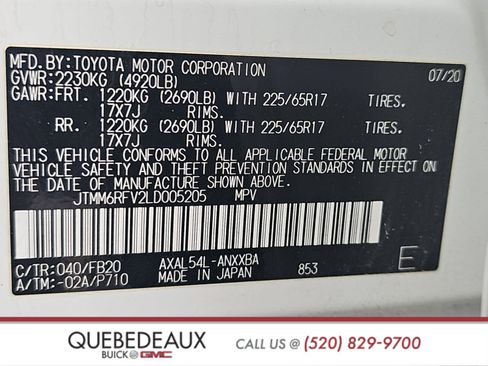 MFD.BY:TOYOTA MOTOR CORPORATION 07/20
GVWR:2230KG (4920LB)
GAWR:FRT. 1220KG (2690LB) WITH 225/65R17 TIRES.
17X7J RIMS.
RR. 1220KG (2690LB) WITH 225/65R17 TIRES.
17X7J RIMS.
THIS VEHICLE CONFORMS TO ALL APPLICABLE FEDERAL MOTOR
VEHICLE SAFETY AND THEFT PREVENTION STANDARDS IN EFFECT ON
THE DATE OF MANUFACTURE SHOWN ABOVE.
JTMM6RFV2LD005205 MPV
C/TR:040/FB20 AXAL54L-ANXXBA
A/TM:-02A/P710 MADE IN JAPAN 853 E
QUEBEDEAUX
BUICK GMC
CALL US @ (520) 829-9700